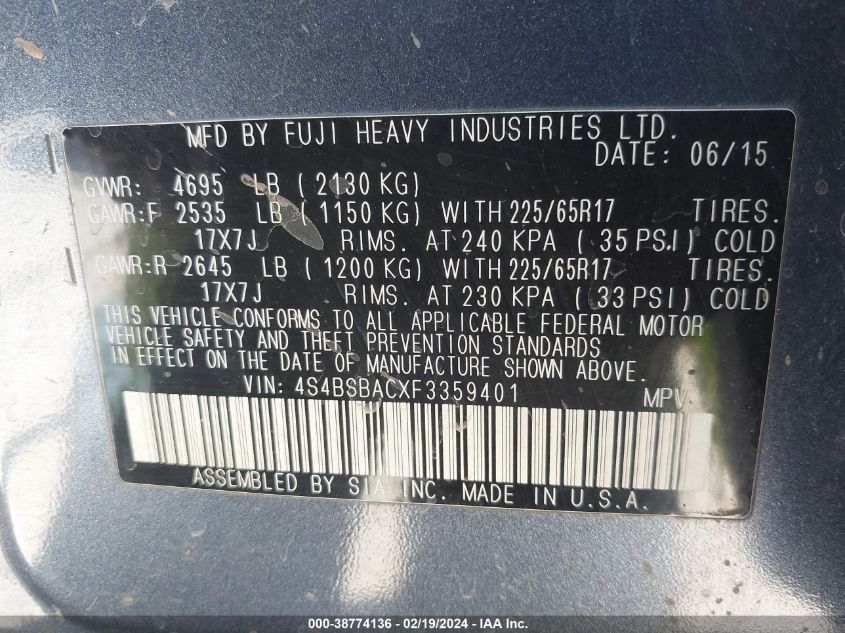 MFD BY FUJI HEAVY INDUSTRIES LTD.
DATE: 06/15
GVWR: 4695 LB ( 2130 KG)
GAWR:F 2535 LB ( 1150 KG) WITH 225/65R17 TIRES.
17X7J RIMS. AT 240 KPA ( 35 PSI) COLD
GAWR:R 2645 LB ( 1200 KG) WITH 225/65R17 TIRES.
17X7J RIMS. AT 230 KPA ( 33 PSI) COLD
THIS VEHICLE CONFORMS TO ALL APPLICABLE FEDERAL MOTOR
VEHICLE SAFETY AND THEFT PREVENTION STANDARDS
IN EFFECT ON THE DATE OF MANUFACTURE SHOWN ABOVE.
VIN: 4S4BSBACXF3359401 MPV
ASSEMBLED BY SIA INC. MADE IN U.S.A.
000-38774136 - 02/19/2024 - IAA Inc.